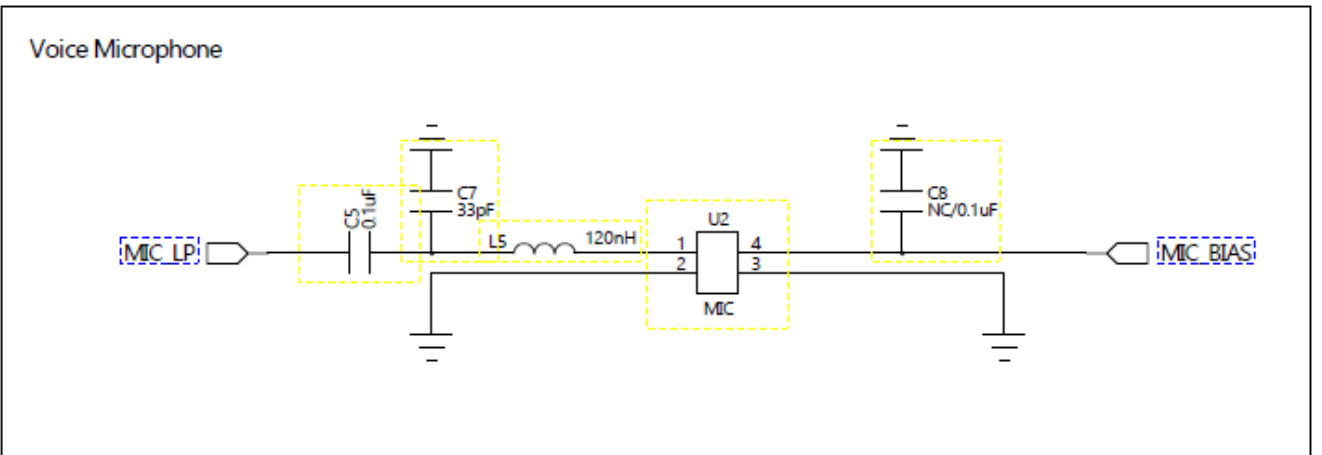 Voice Microphone
C5
0.1uF
C7
33pF
C8
NC/0.1uF
MIC_LP
L5
120nH
U2
1
2
4
3
MIC
MIC_BIAS